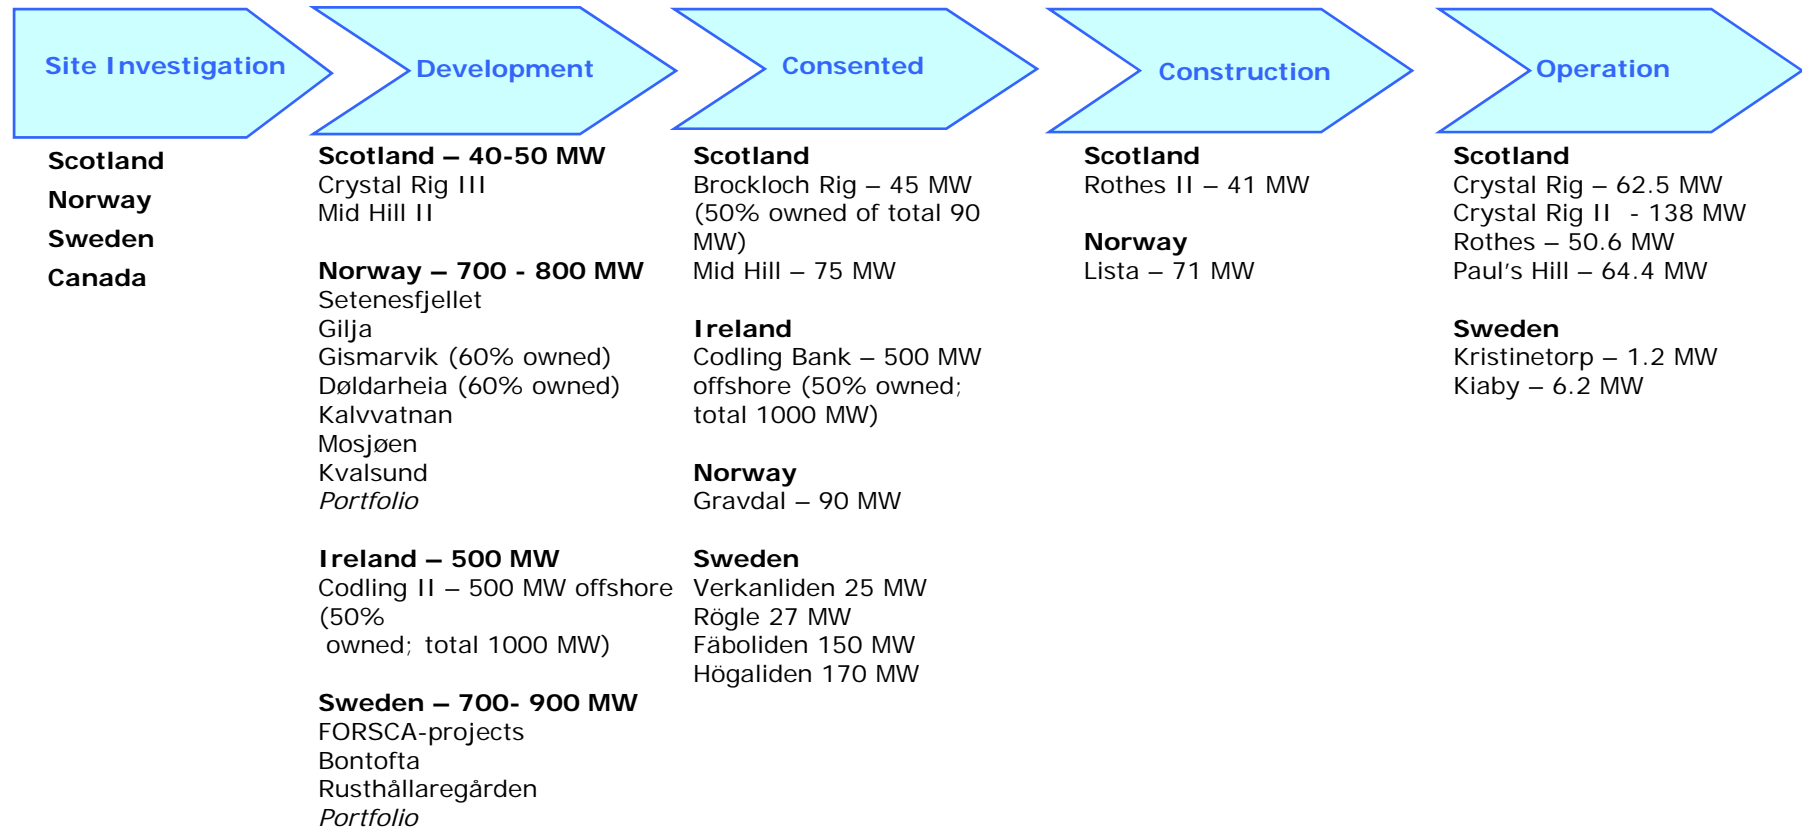 Site Investigation
Development
Consented
Construction
Operation
Scotland
Norway
Sweden
Canada
Scotland – 40-50 MW
Crystal Rig III
Mid Hill II
Norway – 700 - 800 MW
Setenesfjellet
Gilja
Gismarvik (60% owned)
Døldarheia (60% owned)
Kalvvatnan
Mosjøen
Kvalsund
Portfolio
Ireland – 500 MW
Codling II – 500 MW offshore
(50%
owned; total 1000 MW)
Sweden – 700- 900 MW
FORSCA-projects
Bontofta
Rusthållaregården
Portfolio
Scotland
Brockloch Rig – 45 MW
(50% owned of total 90
MW)
Mid Hill – 75 MW
Ireland
Codling Bank – 500 MW
offshore (50% owned;
total 1000 MW)
Norway
Gravdal – 90 MW
Sweden
Verkanliden 25 MW
Rögle 27 MW
Fäboliden 150 MW
Högaliden 170 MW
Scotland
Rothes II – 41 MW
Norway
Lista – 71 MW
Scotland
Crystal Rig – 62.5 MW
Crystal Rig II - 138 MW
Rothes – 50.6 MW
Paul’s Hill – 64.4 MW
Sweden
Kristinetorp – 1.2 MW
Kiaby – 6.2 MW